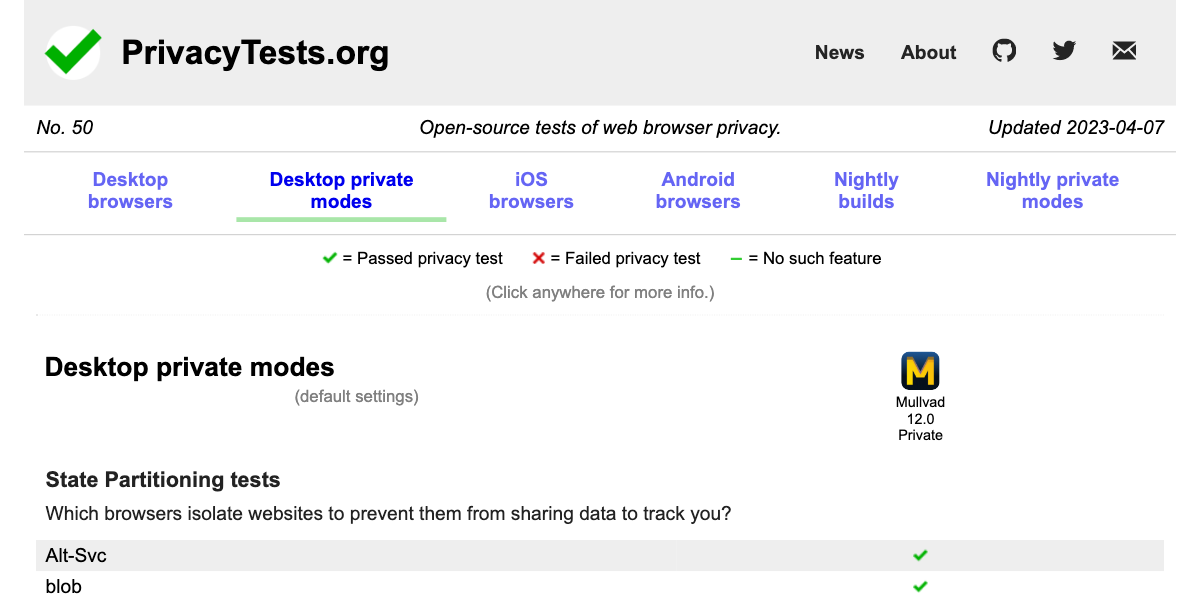 PrivacyTests.org
News About
No. 50 Open-source tests of web browser privacy. Updated 2023-04-07
Desktop browsers
Desktop private modes
iOS browsers
Android browsers
Nightly builds
Nightly private modes
= Passed privacy test = Failed privacy test = No such feature
(Click anywhere for more info.)
Desktop private modes
(default settings)
M
Mullvad
12.0
Private
State Partitioning tests
Which browsers isolate websites to prevent them from sharing data to track you?
Alt-Svc
blob